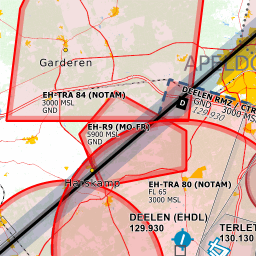 Garderen
APELDO
EH-TRA 84 (NOTAM)
3000 MSL
GND
DEELEN RMZ
CTR
GND
3000 MS
129.930
D
EH-R9 (MO-FR)
5900 MSL
GND
Harskamp
EH-TRA 80 (NOTAM)
FL 65
3000 MSL
DEELEN (EHDL)
129.930
TERLET
130.130
i